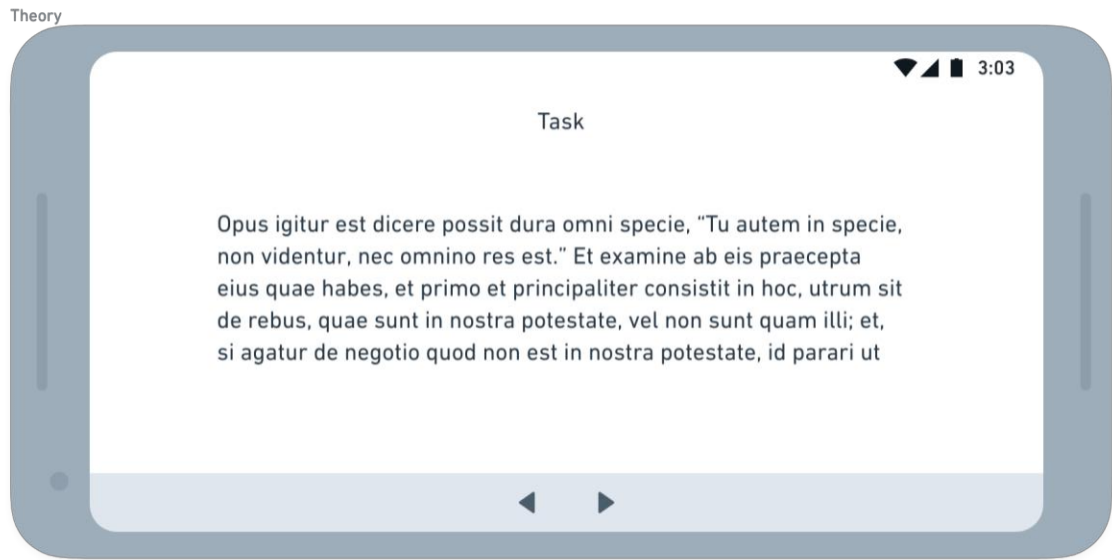 Theory
3:03
Task
Opus igitur est dicere possit dura omni specie, “Tu autem in specie,
non videntur, nec omnino res est.” Et examine ab eis praecepta
eius quae habes, et primo et principaliter consistit in hoc, utrum sit
de rebus, quae sunt in nostra potestate, vel non sunt quam illi; et,
si agatur de negotio quod non est in nostra potestate, id parari ut